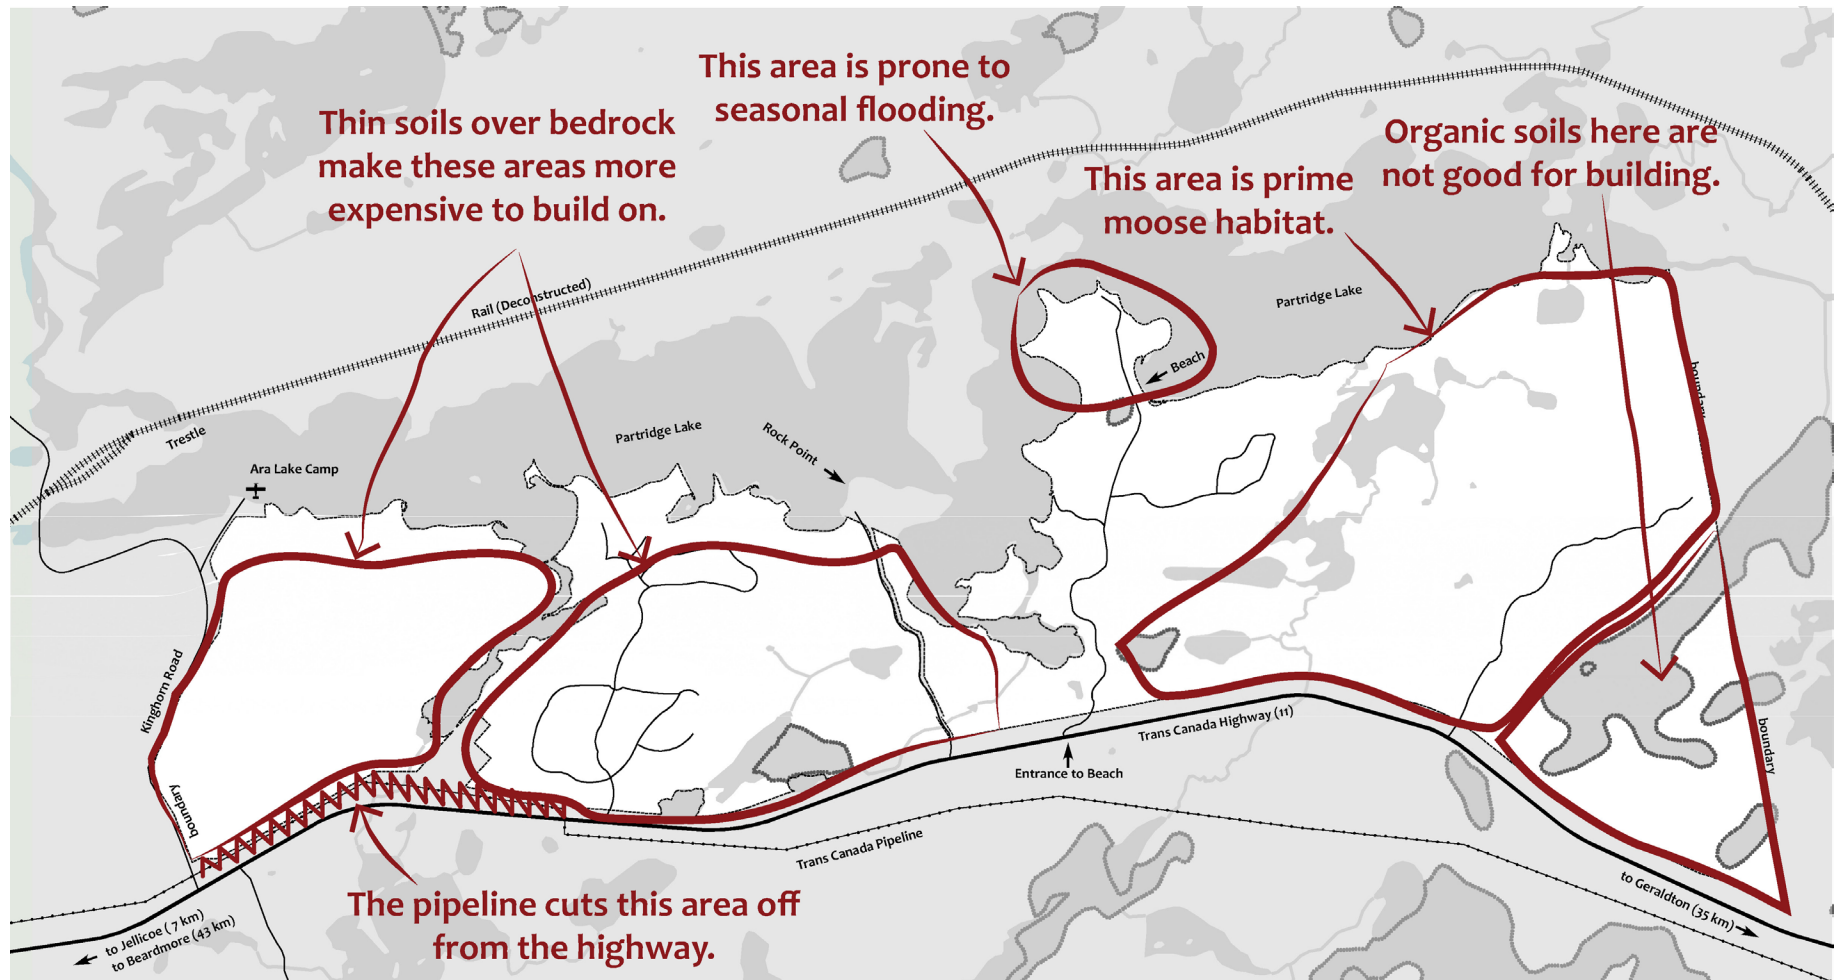 This area is prone to
seasonal flooding.
Thin soils over bedrock
make these areas more
expensive to build on.
Organic soils here are
not good for building.
This area is prime
moose habitat.
Rail (Deconstructed)
Partridge Lake
Beach
boundary
Trestle
Partridge Lake
Rock Point
Ara Lake Camp
Kinghorn Road
boundary
Trans Canada Highway (11)
Entrance to Beach
boundary
Trans Canada Pipeline
The pipeline cuts this area off
from the highway.
to Geraldton (35 km)
to Jellicoe ( 7 km)
to Beardmore (43 km)